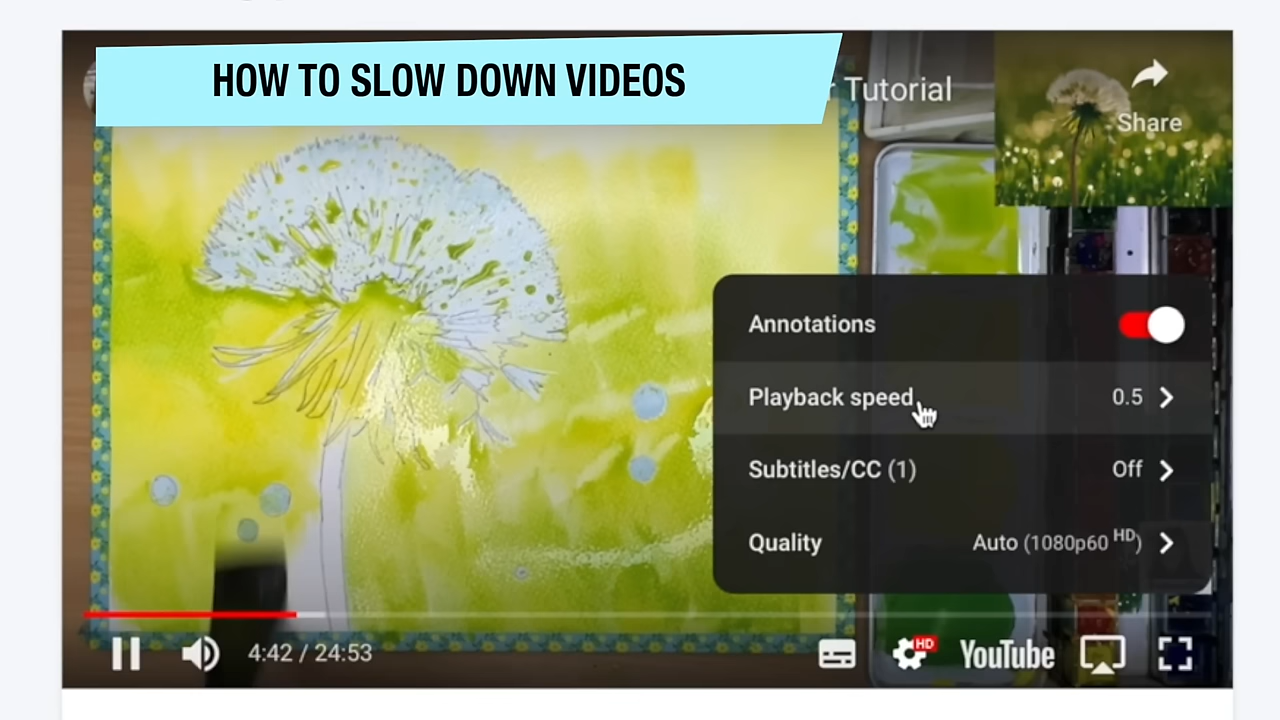 HOW TO SLOW DOWN VIDEOS
Tutorial
Share
Annotations
Playback speed 0.5
Subtitles/CC (1) Off
Quality Auto (1080p60 HD)
4:42 / 24:53
HD
YouTube